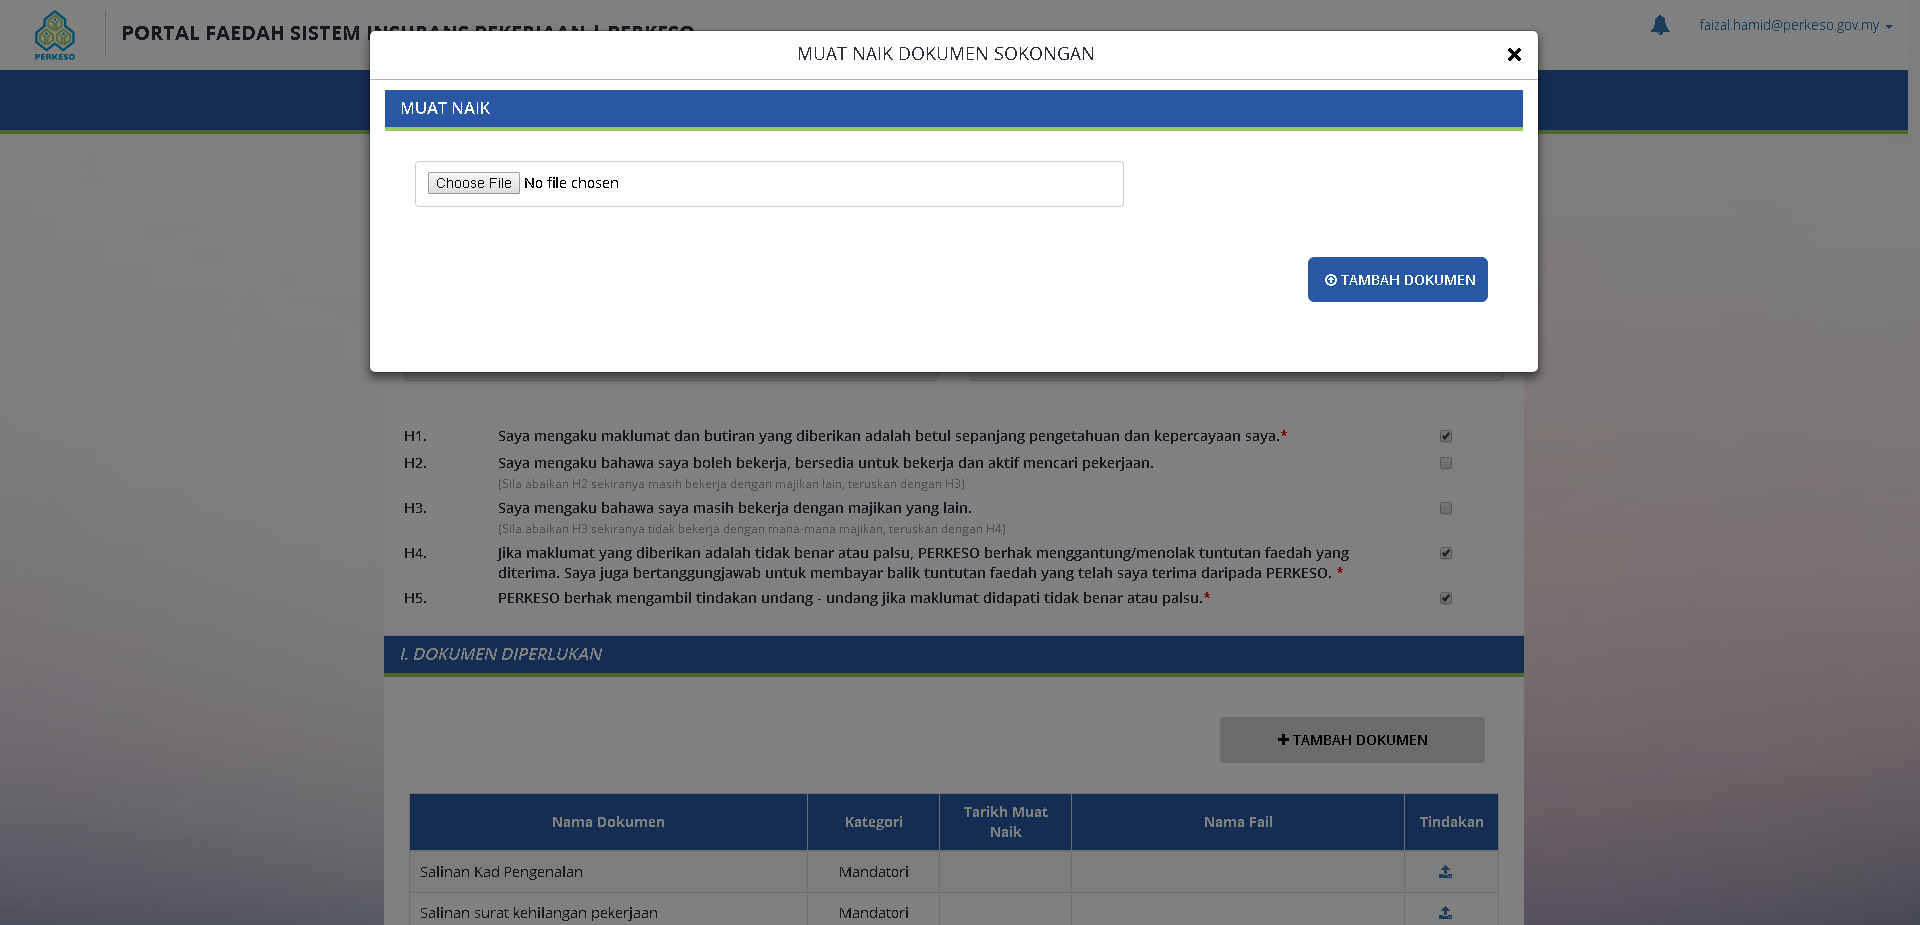 PERKESO
PORTAL FAEDAH SISTEM INSURANS PEKERJAAN | PERKESO
faizal.hamid@perkeso.gov.my
MUAT NAIK DOKUMEN SOKONGAN
MUAT NAIK
Choose File No file chosen
TAMBAH DOKUMEN
H1. Saya mengaku maklumat dan butiran yang diberikan adalah betul sepanjang pengetahuan dan kepercayaan saya.*
H2. Saya mengaku bahawa saya boleh bekerja, bersedia untuk bekerja dan aktif mencari pekerjaan.
(Sila abaikan H2 sekiranya masih bekerja dengan majikan lain, teruskan dengan H3)
H3. Saya mengaku bahawa saya masih bekerja dengan majikan yang lain.
(Sila abaikan H3 sekiranya tidak bekerja dengan mana-mana majikan, teruskan dengan H4)
H4. Jika maklumat yang diberikan adalah tidak benar atau palsu, PERKESO berhak menggantung/menolak tuntutan faedah yang
diterima. Saya juga bertanggungjawab untuk membayar balik tuntutan faedah yang telah saya terima daripada PERKESO. *
H5. PERKESO berhak mengambil tindakan undang - undang jika maklumat didapati tidak benar atau palsu.*
I. DOKUMEN DIPERLUKAN
+ TAMBAH DOKUMEN
Nama Dokumen Kategori Tarikh Muat Naik Nama Fail Tindakan
Salinan Kad Pengenalan Mandatori
Salinan surat kehilangan pekerjaan Mandatori